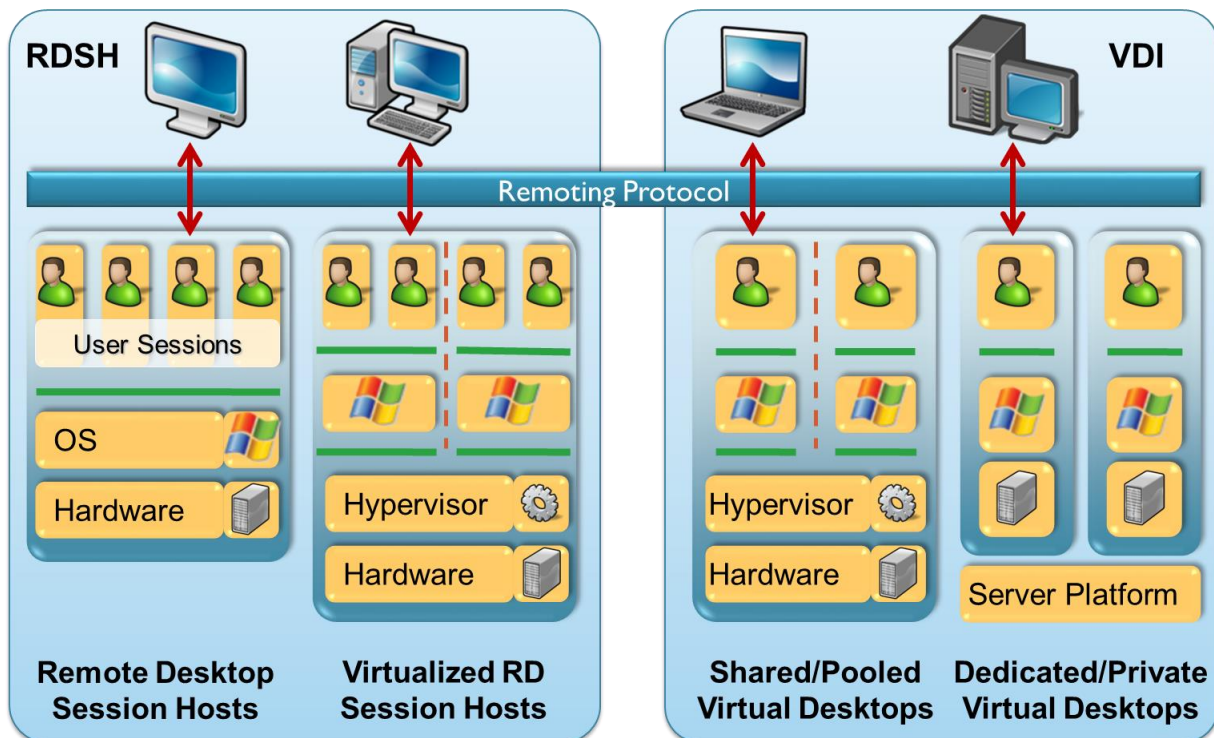 RDSH
VDI
Remoting Protocol
User Sessions
OS
Hardware
Hypervisor
Hardware
Hypervisor
Hardware
Server Platform
Remote Desktop
Session Hosts
Virtualized RD
Session Hosts
Shared/Pooled
Virtual Desktops
Dedicated/Private
Virtual Desktops